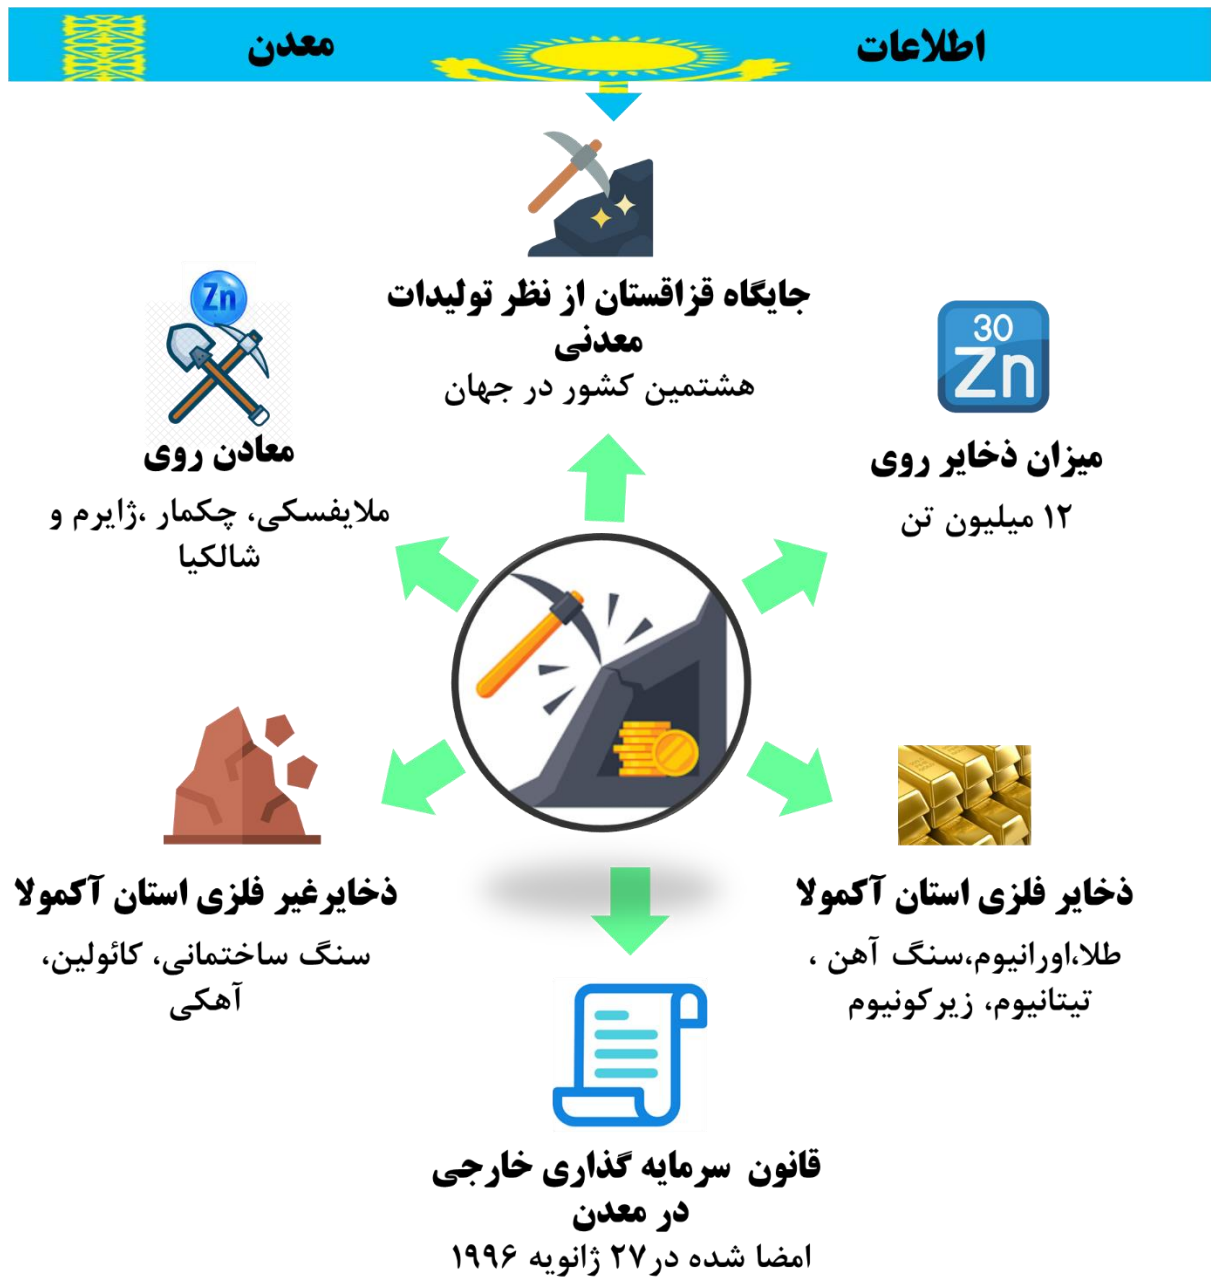 اطلاعات
معدن
جایگاه قزاقستان از نظر تولیدات
معدنی
هشتمین کشور در جهان
30
Zn
میزان ذخایر روی
۱۲ میلیون تن
Zn
معادن روی
ملایفسکی، چکمار ،ژایرم و
شالکیا
ذخایر فلزی استان آکمولا
طلا،اورانیوم،سنگ آهن ،
تیتانیوم، زیرکونیوم
ذخایرغیر فلزی استان آکمولا
سنگ ساختمانی، کائولین،
آهکی
قانون سرمایه گذاری خارجی
در معدن
امضا شده در۲۷ ژانویه ۱۹۹۶